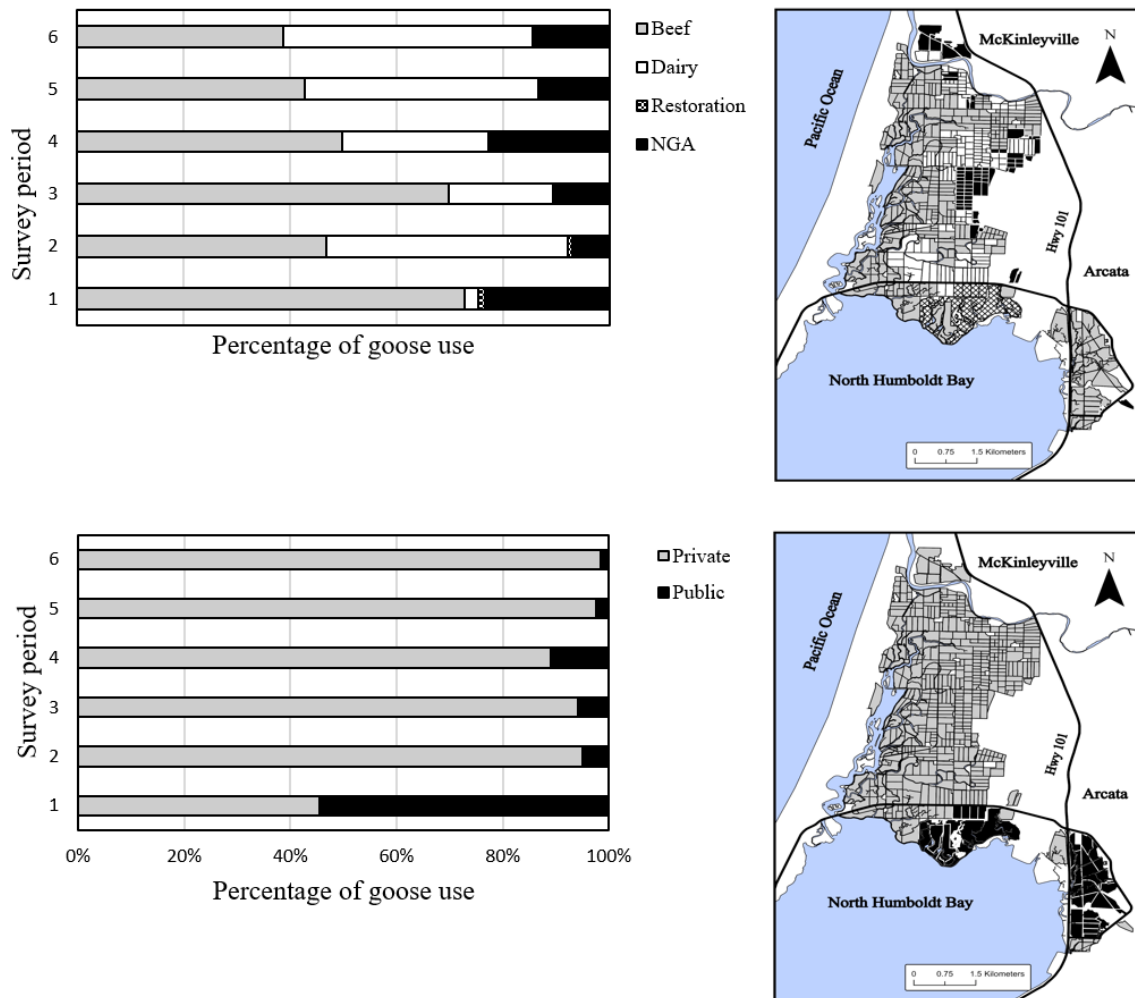 6
5
4
3
2
1
Survey period
Percentage of goose use
Beef
Dairy
Restoration
NGA
McKinleyville
N
Pacific Ocean
Hwy 101
Arcata
North Humboldt Bay
0 0.75 1.5 Kilometers
6
5
4
3
2
1
Survey period
0% 20% 40% 60% 80% 100%
Percentage of goose use
Private
Public
McKinleyville
N
Pacific Ocean
Hwy 101
Arcata
North Humboldt Bay
0 0.75 1.5 Kilometers